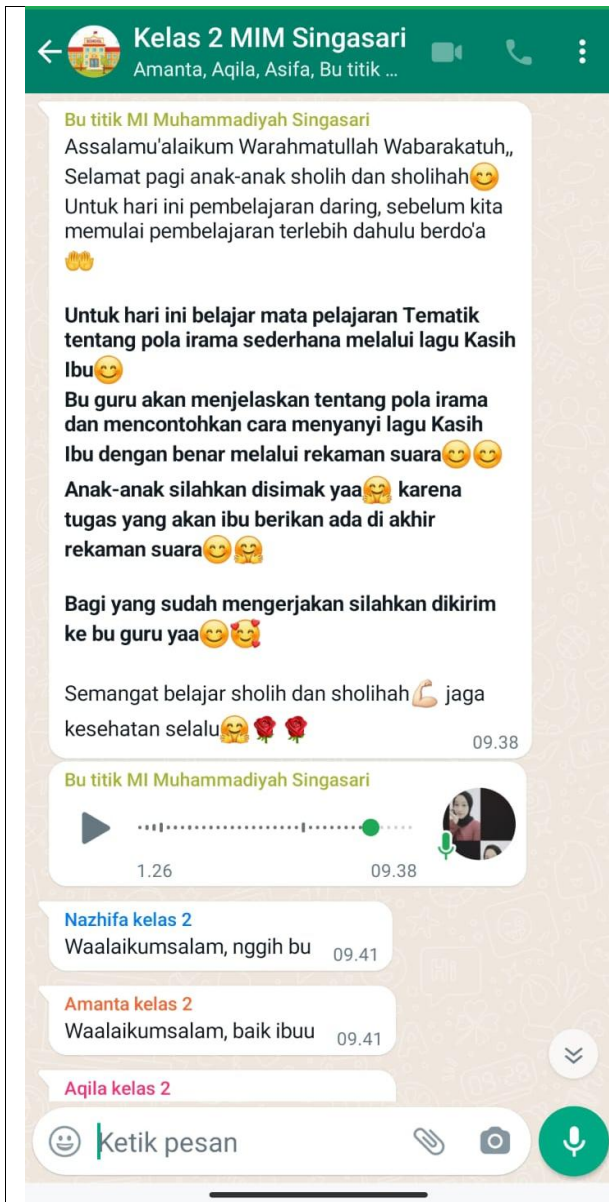 Kelas 2 MIM Singasari
Amanta, Aqila, Asifa, Bu titik ...
Bu titik MI Muhammadiyah Singasari
Assalamu'alaikum Warahmatullah Wabarakatuh,,
Selamat pagi anak-anak sholih dan sholihah😊
Untuk hari ini pembelajaran daring, sebelum kita
memulai pembelajaran terlebih dahulu berdo'a
🤲
Untuk hari ini belajar mata pelajaran Tematik
tentang pola irama sederhana melalui lagu Kasih
Ibu😊
Bu guru akan menjelaskan tentang pola irama
dan mencontohkan cara menyanyi lagu Kasih
Ibu dengan benar melalui rekaman suara😊😊
Anak-anak silahkan disimak yaa🤗 karena
tugas yang akan ibu berikan ada di akhir
rekaman suara😊🤗
Bagi yang sudah mengerjakan silahkan dikirim
ke bu guru yaa😊🥰
Semangat belajar sholih dan sholihah💪🏻 jaga
kesehatan selalu🤗🌹🌹
09.38
Bu titik MI Muhammadiyah Singasari
1.26 09.38
Nazhifa kelas 2
Waalaikumsalam, nggih bu 09.41
Amanta kelas 2
Waalaikumsalam, baik ibuu 09.41
Aqila kelas 2
Ketik pesan